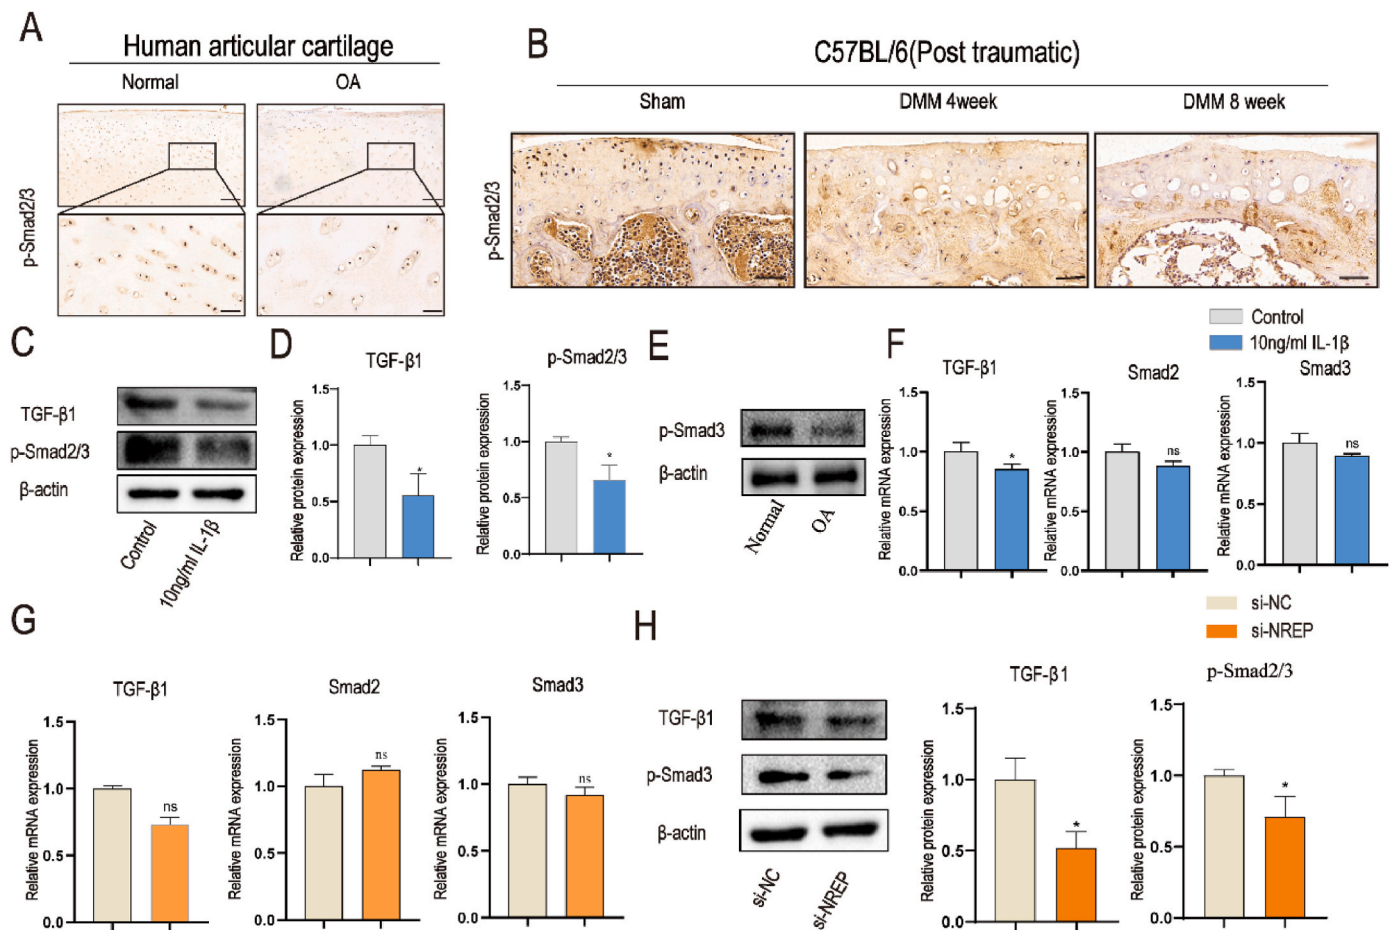 A
Human articular cartilage
Normal
OA
p-Smad2/3
B
C57BL/6(Post traumatic)
Sham
DMM 4week
DMM 8 week
p-Smad2/3
C
TGF-β1
p-Smad2/3
β-actin
Control
10ng/ml IL-1β
D
TGF-β1
Relative protein expression
1.5
1.0
0.5
0.0
*
p-Smad2/3
Relative protein expression
1.5
1.0
0.5
0.0
*
E
p-Smad3
β-actin
Normal
OA
F
Control
10ng/ml IL-1β
TGF-β1
Relative mRNA expression
1.5
1.0
0.5
0.0
*
Smad2
Relative mRNA expression
1.5
1.0
0.5
0.0
ns
Smad3
Relative mRNA expression
1.5
1.0
0.5
0.0
ns
G
TGF-β1
Relative mRNA expression
1.5
1.0
0.5
0.0
ns
Smad2
Relative mRNA expression
1.5
1.0
0.5
0.0
ns
Smad3
Relative mRNA expression
1.5
1.0
0.5
0.0
ns
H
si-NC
si-NREP
TGF-β1
p-Smad3
β-actin
si-NC
si-NREP
TGF-β1
Relative protein expression
1.5
1.0
0.5
0.0
*
p-Smad2/3
Relative protein expression
1.5
1.0
0.5
0.0
*